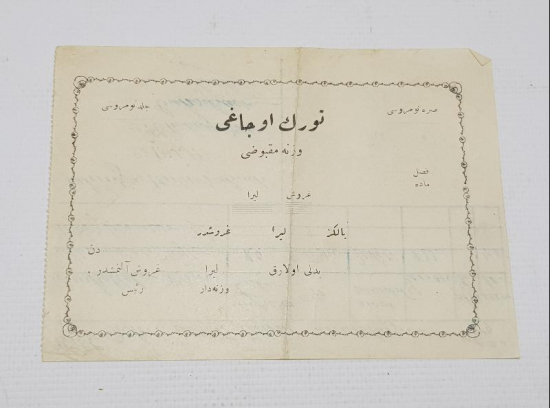 صره نومروسی
جلد نومروسی
تورك اوجاغی
وزنه مقبوضی
فصل
ماده
غروش ليرا
يالكز ليرا غروشدر
دن
بدلی اولارق ليرا غروش آلنمشدر .
وزنه‌دار رئيس